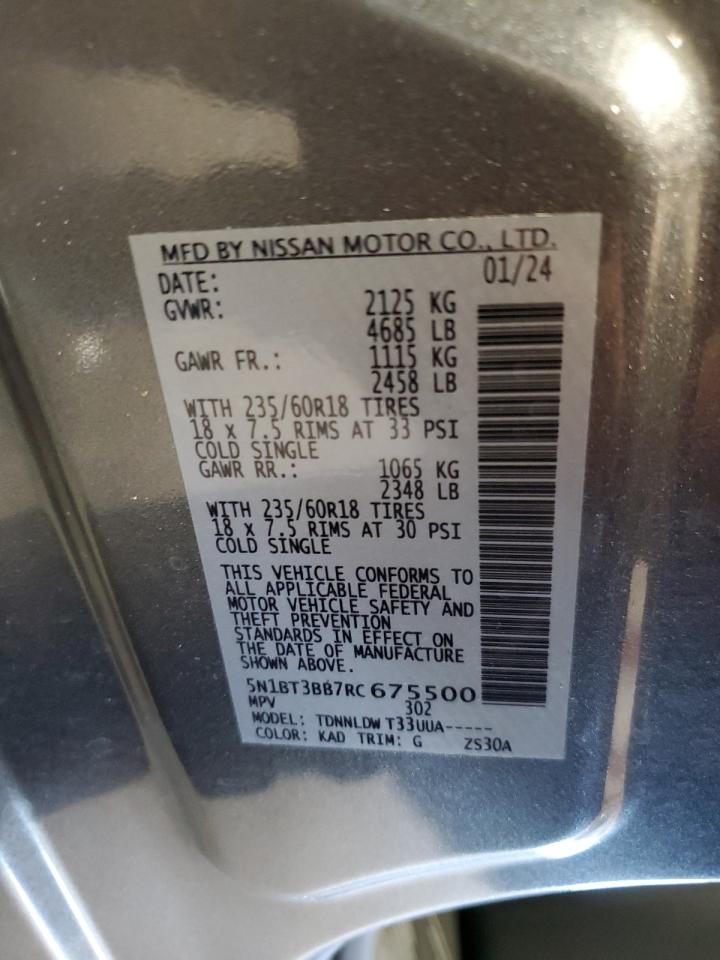 MFD BY NISSAN MOTOR CO., LTD.
DATE: 01/24
GVWR: 2125 KG
4685 LB
GAWR FR.: 1115 KG
2458 LB
WITH 235/60R18 TIRES
18 x 7.5 RIMS AT 33 PSI
COLD SINGLE
GAWR RR.: 1065 KG
2348 LB
WITH 235/60R18 TIRES
18 x 7.5 RIMS AT 30 PSI
COLD SINGLE
THIS VEHICLE CONFORMS TO
ALL APPLICABLE FEDERAL
MOTOR VEHICLE SAFETY AND
THEFT PREVENTION
STANDARDS IN EFFECT ON
THE DATE OF MANUFACTURE
SHOWN ABOVE.
5N1BT3BB7RC 675500
MPV 302
MODEL: TDNNLDW T33UUA-----
COLOR: KAD TRIM: G ZS30A